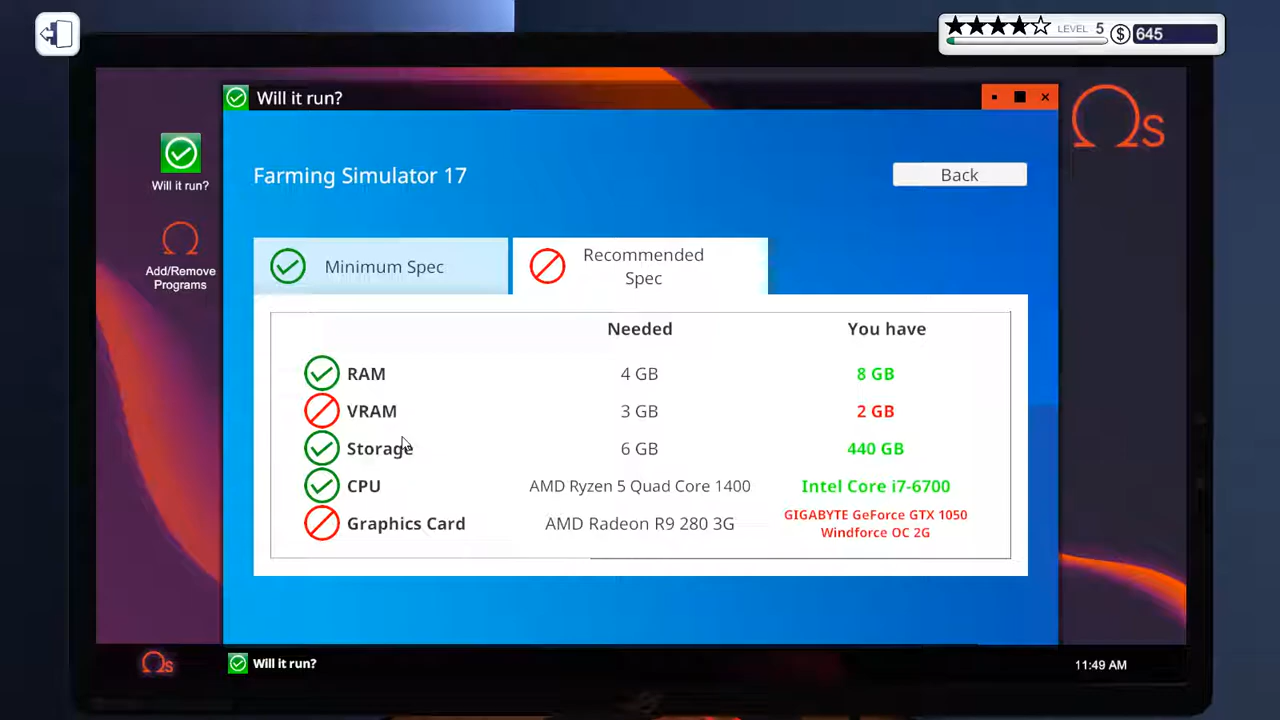 LEVEL 5 $ 645
Will it run?
Ωs
Will it run?
Add/Remove
Programs
Farming Simulator 17
Back
Minimum Spec
Recommended
Spec
Needed You have
RAM 4 GB 8 GB
VRAM 3 GB 2 GB
Storage 6 GB 440 GB
CPU AMD Ryzen 5 Quad Core 1400 Intel Core i7-6700
Graphics Card AMD Radeon R9 280 3G GIGABYTE GeForce GTX 1050
Windforce OC 2G
Ωs Will it run? 11:49 AM